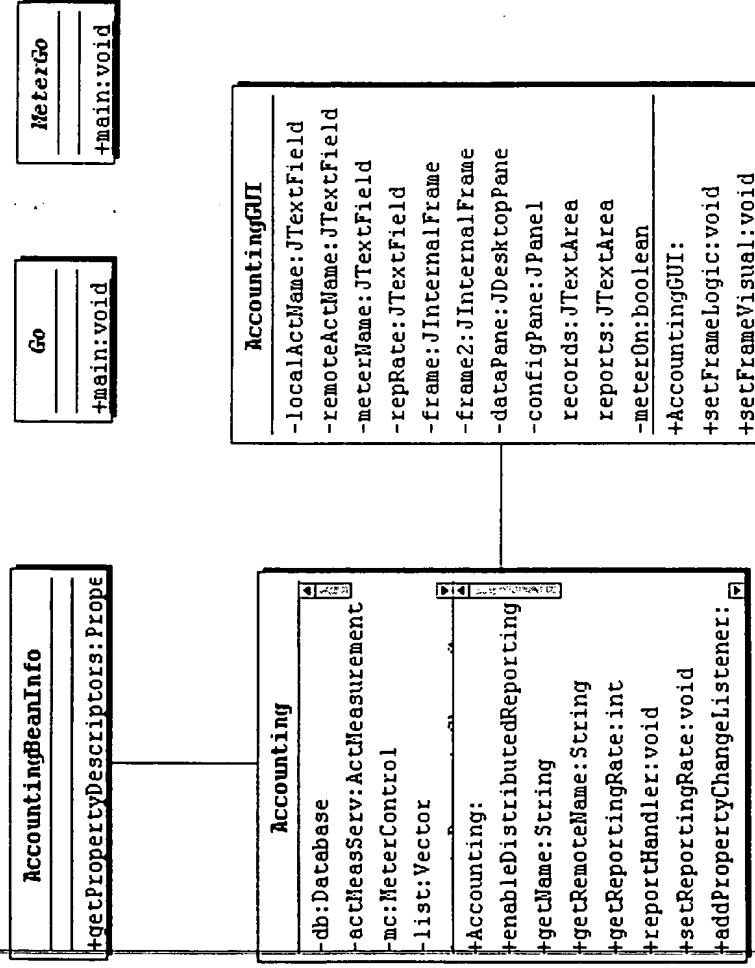 AccountingBeanInfo
+getPropertyDescriptors:Prope
Go
+main:void
MeterGo
+main:void
Accounting
-db:Database
-actMeasServ:ActMeasurement
-mc:MeterControl
-list:Vector
+Accounting:
+enableDistributedReporting
+getName:String
+getRemoteName:String
+getReportingRate:int
+reportHandler:void
+setReportingRate:void
+addPropertyChangeListener:
AccountingGUI
-localActName:JTextField
-remoteActName:JTextField
-meterName:JTextField
-repRate:JTextField
-frame:JInternalFrame
-frame2:JInternalFrame
-dataPane:JDesktopPane
-configPane:JPanel
records:JTextArea
reports:JTextArea
-meterOn:boolean
+AccountingGUI:
+setFrameLogic:void
+setFrameVisual:void